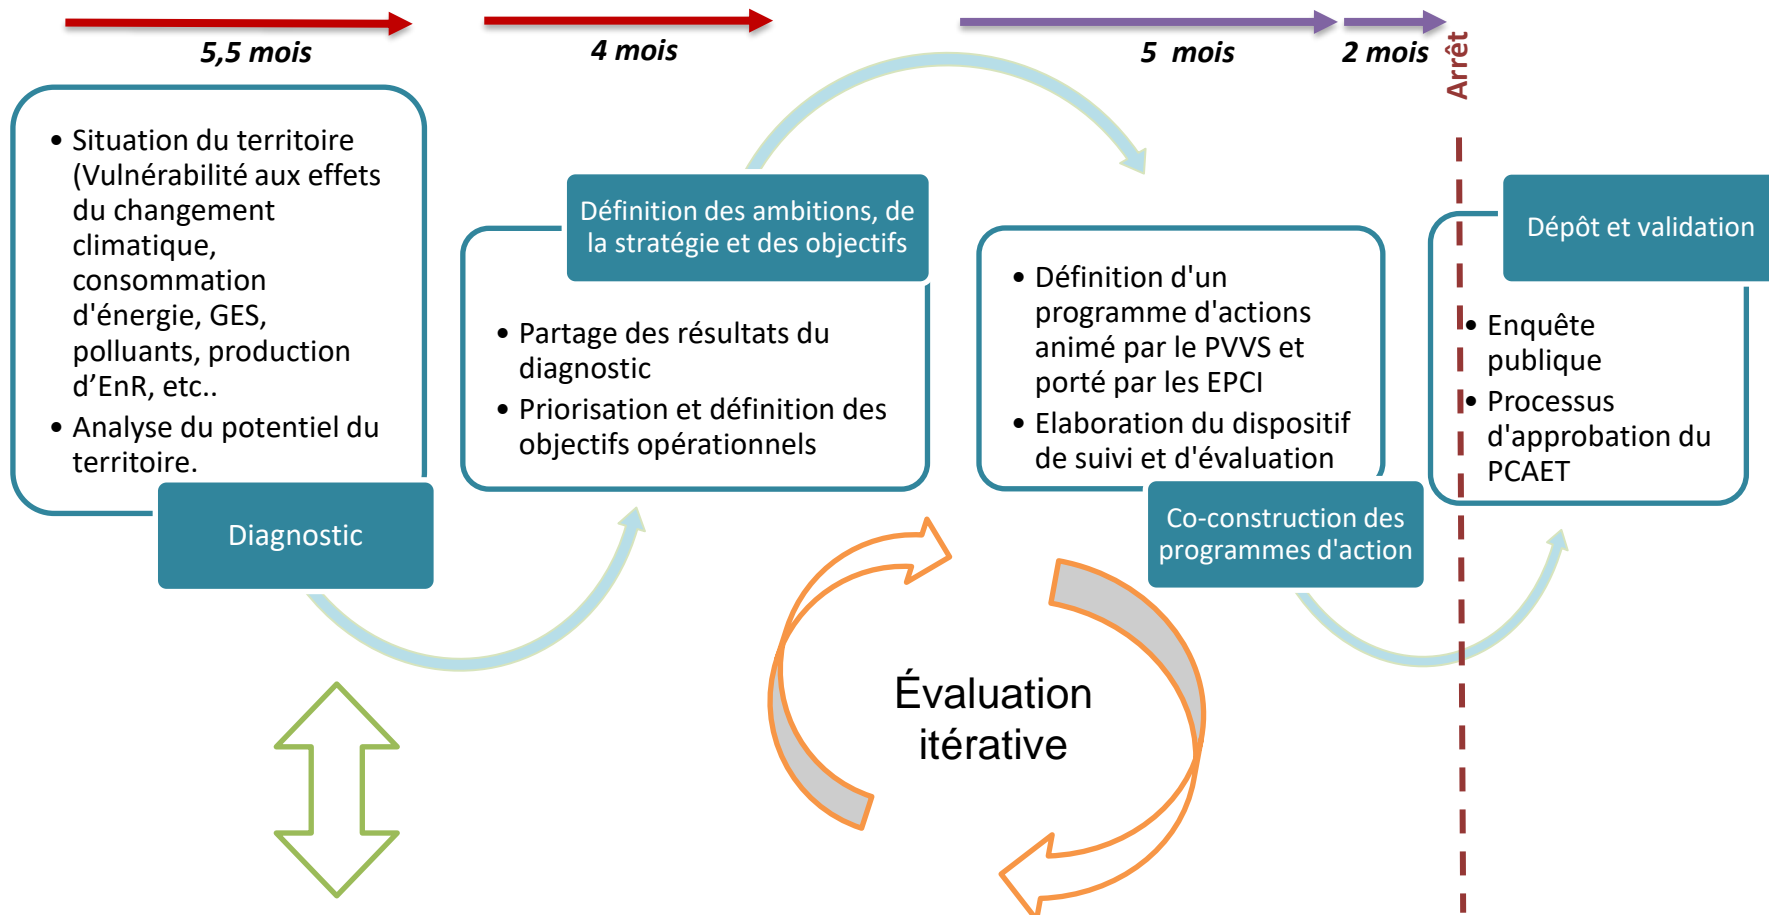 5,5 mois
4 mois
5 mois
2 mois
Arrêt
• Situation du territoire
(Vulnérabilité aux effets
du changement
climatique,
consommation
d'énergie, GES,
polluants, production
d’EnR, etc..
• Analyse du potentiel du
territoire.
Diagnostic
Définition des ambitions, de
la stratégie et des objectifs
• Partage des résultats du
diagnostic
• Priorisation et définition des
objectifs opérationnels
• Définition d'un
programme d'actions
animé par le PVVS et
porté par les EPCI
• Elaboration du dispositif
de suivi et d'évaluation
Co-construction des
programmes d'action
Dépôt et validation
• Enquête
publique
• Processus
d'approbation du
PCAET
Évaluation
itérative